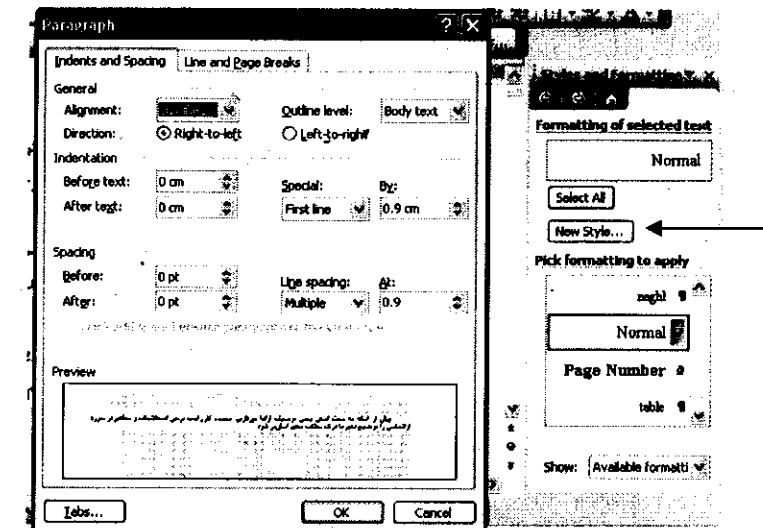 Paragraph
Indents and Spacing Line and Page Breaks
General
Alignment:
Outline level: Body text
Direction: Right-to-left Left-to-right
Indentation
Before text: 0 cm
Special: By:
After text: 0 cm
First line 0.9 cm
Spacing
Before: 0 pt
Line spacing: At:
After: 0 pt
Multiple 0.9
Preview
Tabs... OK Cancel
Styles and Formatting
Formatting of selected text
Normal
Select All
New Style...
Pick formatting to apply
naghl
Normal
Page Number
table
Show: Available formatti